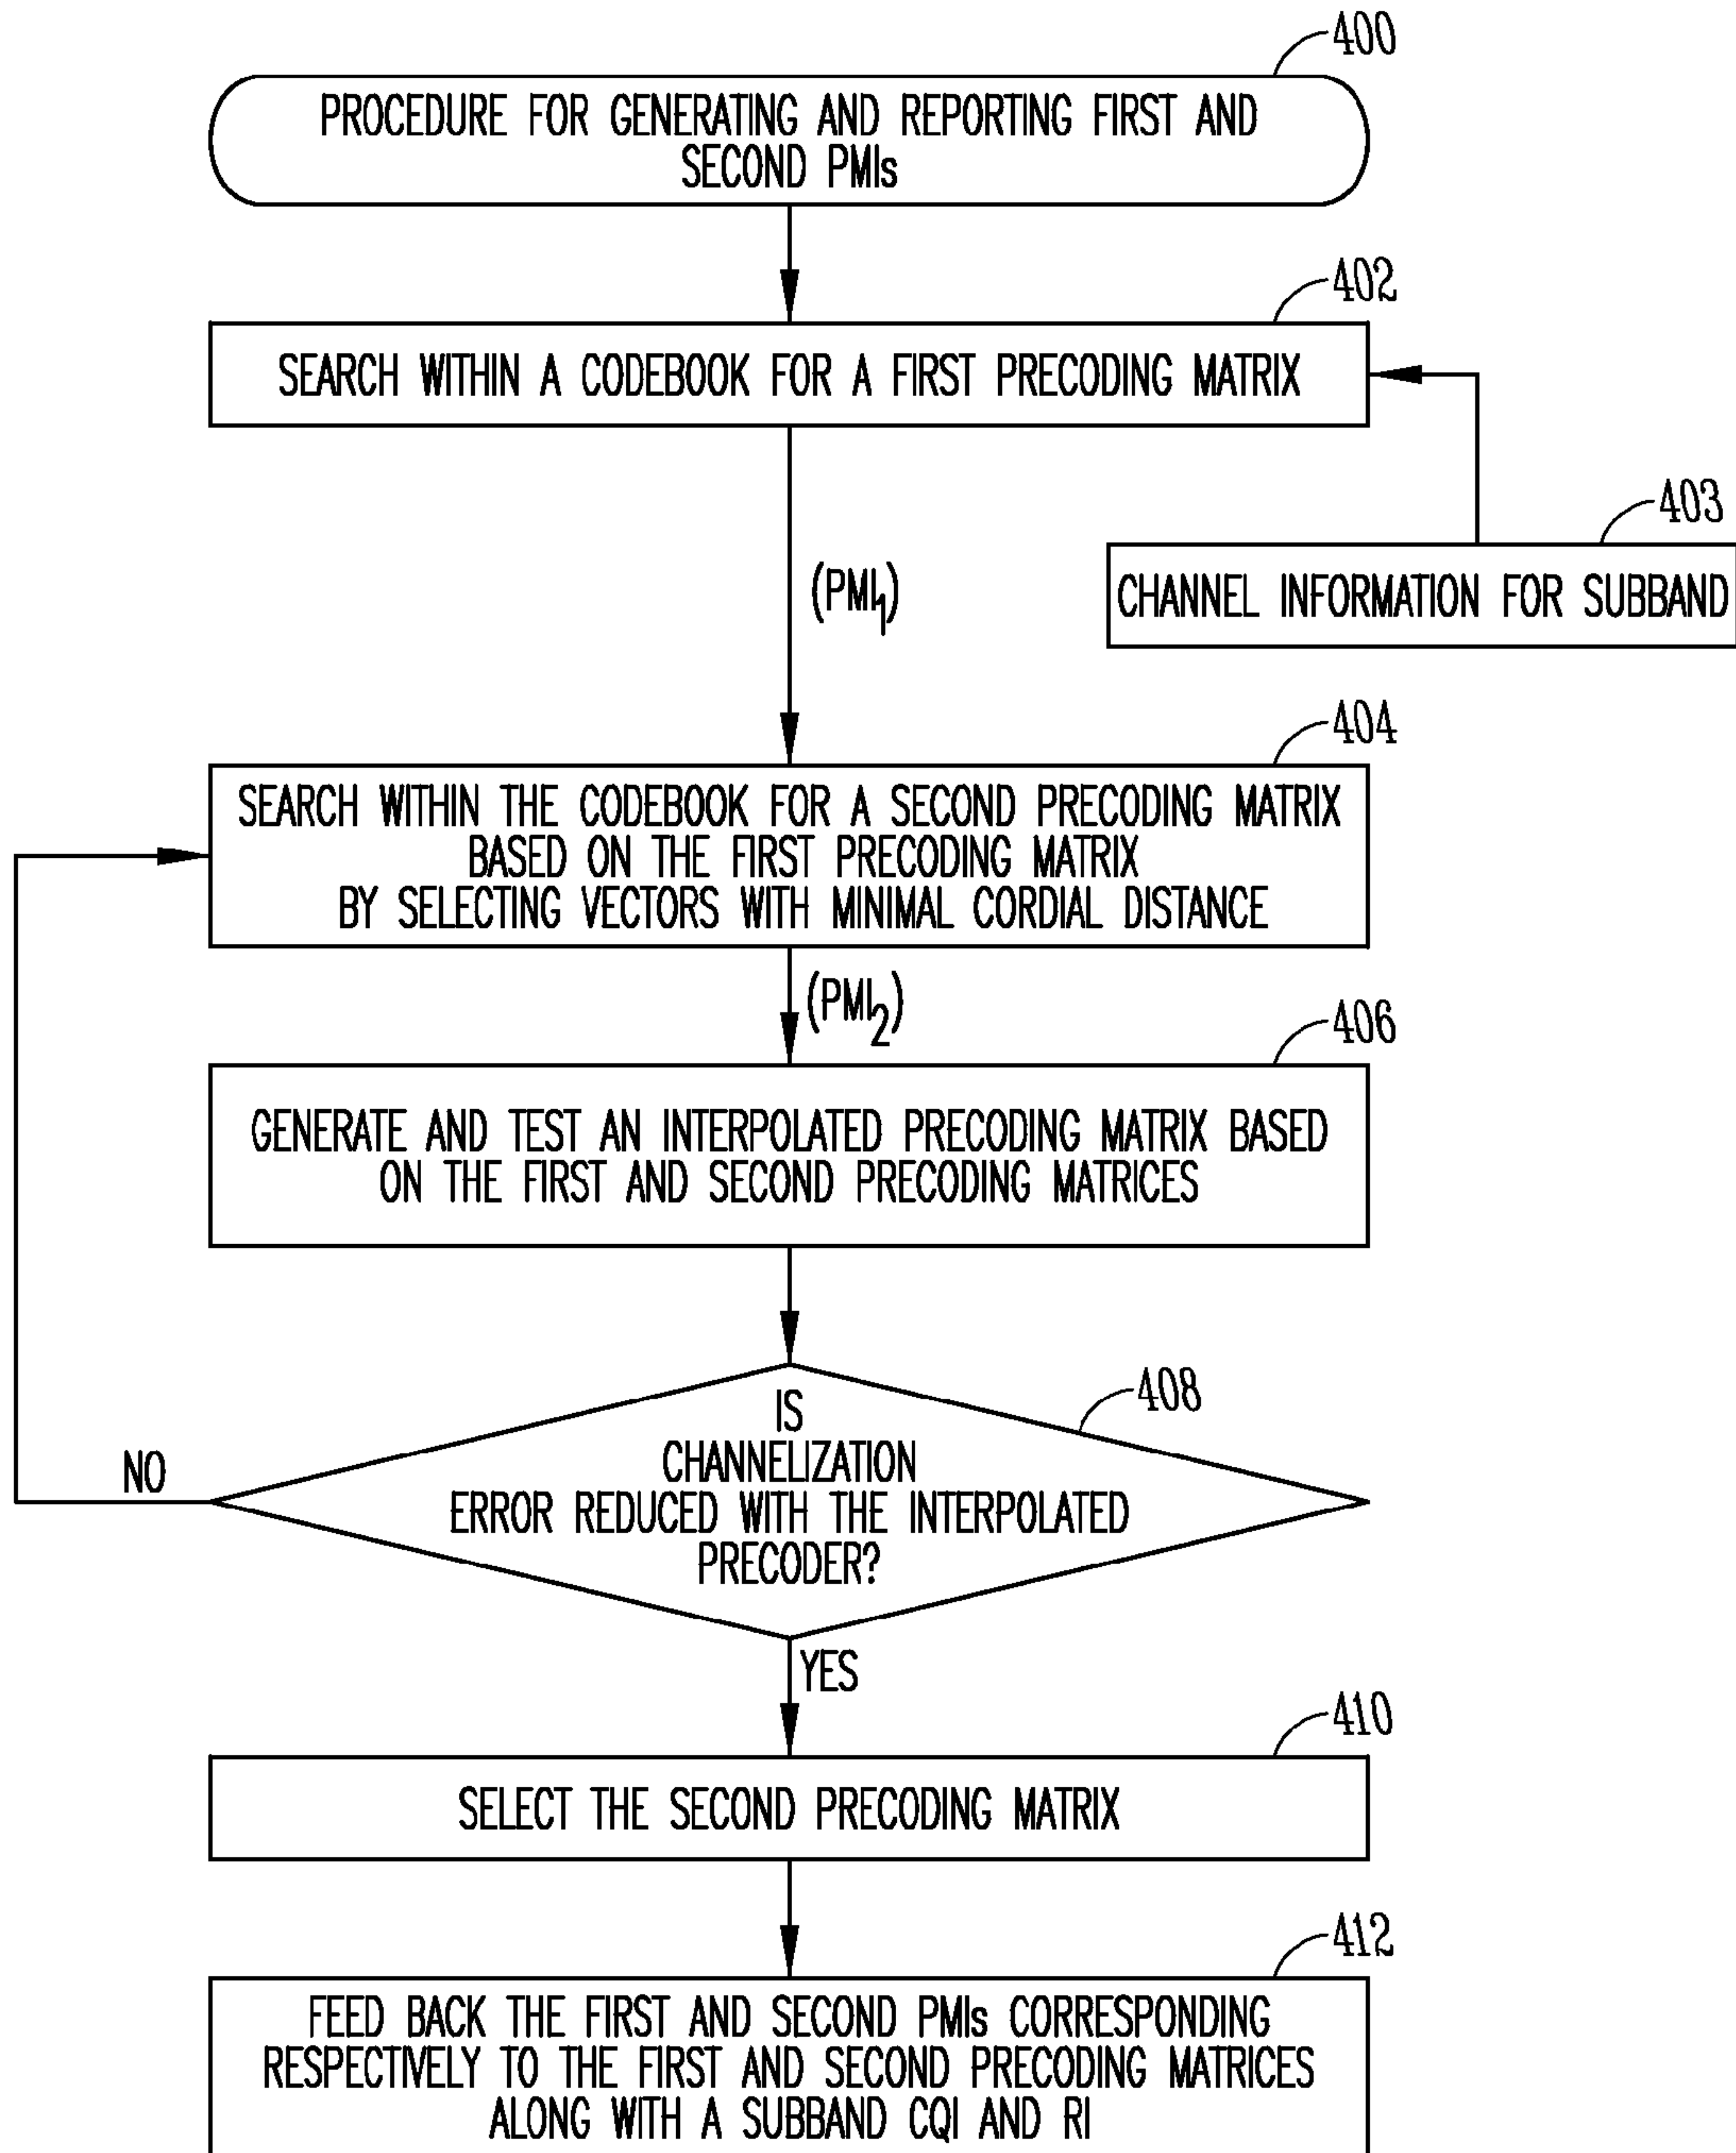 400
PROCEDURE FOR GENERATING AND REPORTING FIRST AND
SECOND PMIs
402
SEARCH WITHIN A CODEBOOK FOR A FIRST PRECODING MATRIX
403
CHANNEL INFORMATION FOR SUBBAND
(PMI1)
404
SEARCH WITHIN THE CODEBOOK FOR A SECOND PRECODING MATRIX
BASED ON THE FIRST PRECODING MATRIX
BY SELECTING VECTORS WITH MINIMAL CORDIAL DISTANCE
(PMI2)
406
GENERATE AND TEST AN INTERPOLATED PRECODING MATRIX BASED
ON THE FIRST AND SECOND PRECODING MATRICES
408
IS
CHANNELIZATION
ERROR REDUCED WITH THE INTERPOLATED
PRECODER?
NO
YES
410
SELECT THE SECOND PRECODING MATRIX
412
FEED BACK THE FIRST AND SECOND PMIs CORRESPONDING
RESPECTIVELY TO THE FIRST AND SECOND PRECODING MATRICES
ALONG WITH A SUBBAND CQI AND RI